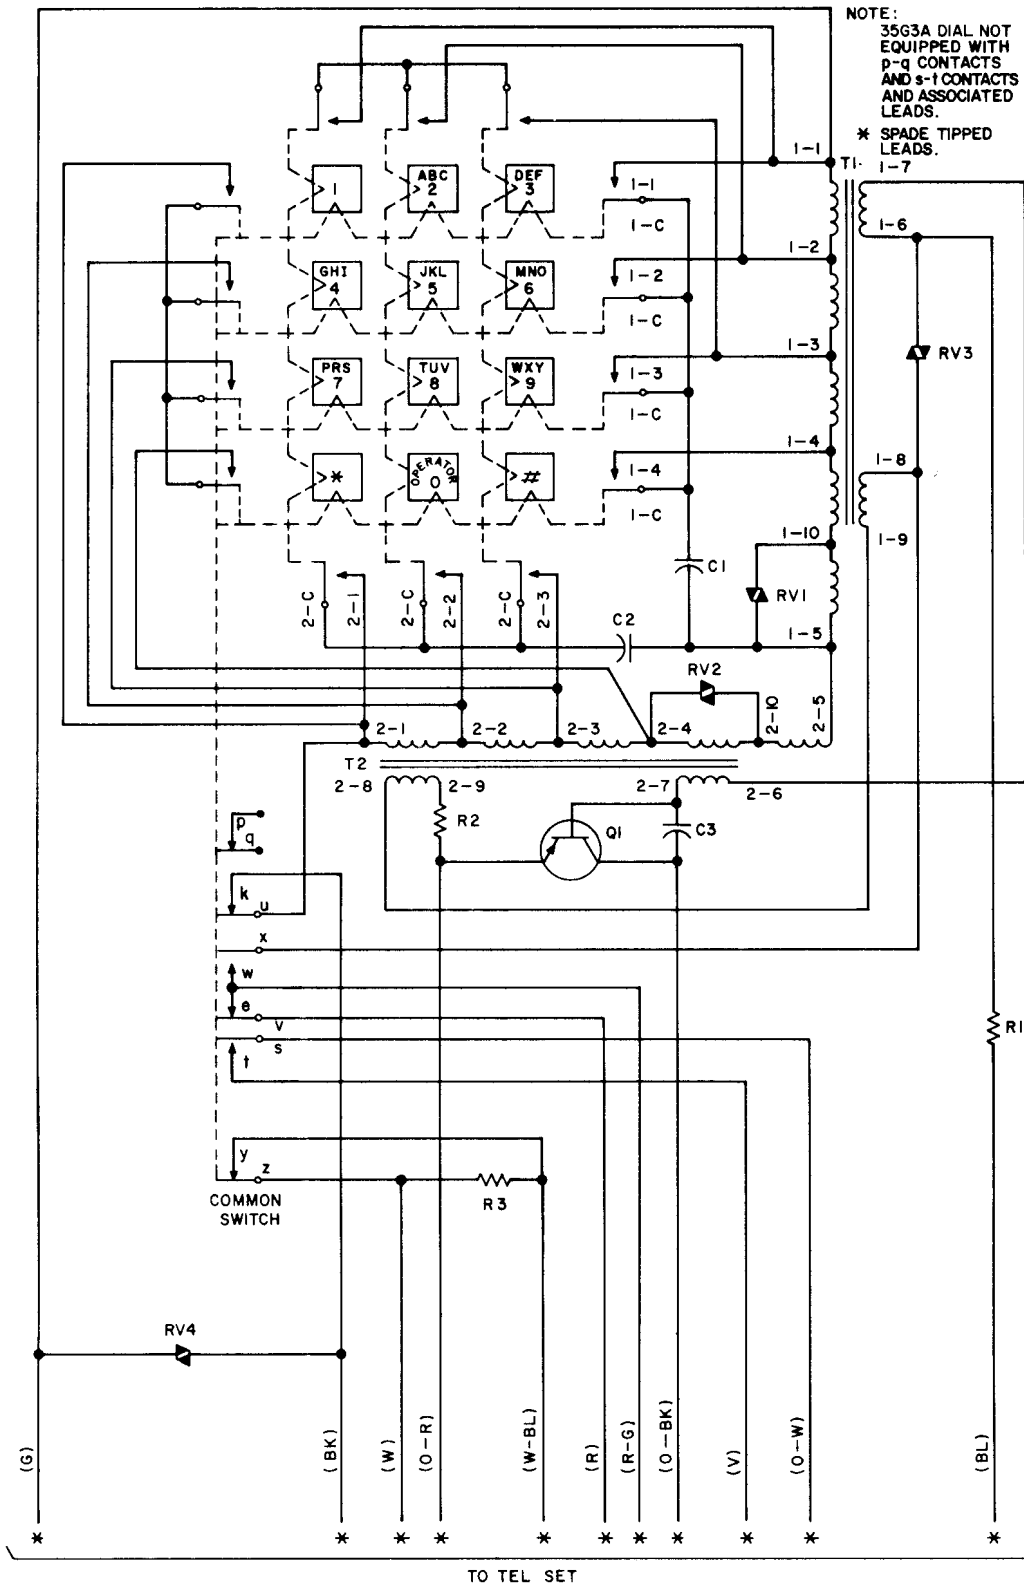 NOTE:
35G3A DIAL NOT
EQUIPPED WITH
p-q CONTACTS
AND s-t CONTACTS
AND ASSOCIATED
LEADS.
* SPADE TIPPED
LEADS.
1-1
T1
1-7
1
ABC
2
DEF
3
1-1
1-C
1-6
1-2
GHI
4
JKL
5
MNO
6
1-2
1-C
1-3
RV3
PRS
7
TUV
8
WXY
9
1-3
1-C
1-4
1-8
*
OPERATOR
0
#
1-4
1-C
1-10
1-9
C1
RV1
2-C
2-1
2-C
2-2
2-C
2-3
C2
1-5
RV2
2-1
2-2
2-3
2-4
2-10
2-5
T2
2-8
2-9
2-7
2-6
R2
Q1
C3
p
q
k
u
x
w
e
v
s
t
R1
y
z
R3
COMMON
SWITCH
RV4
(G)
(BK)
(W)
(O-R)
(W-BL)
(R)
(R-G)
(O-BK)
(V)
(O-W)
(BL)
* * * * * * * * * * *
TO TEL SET